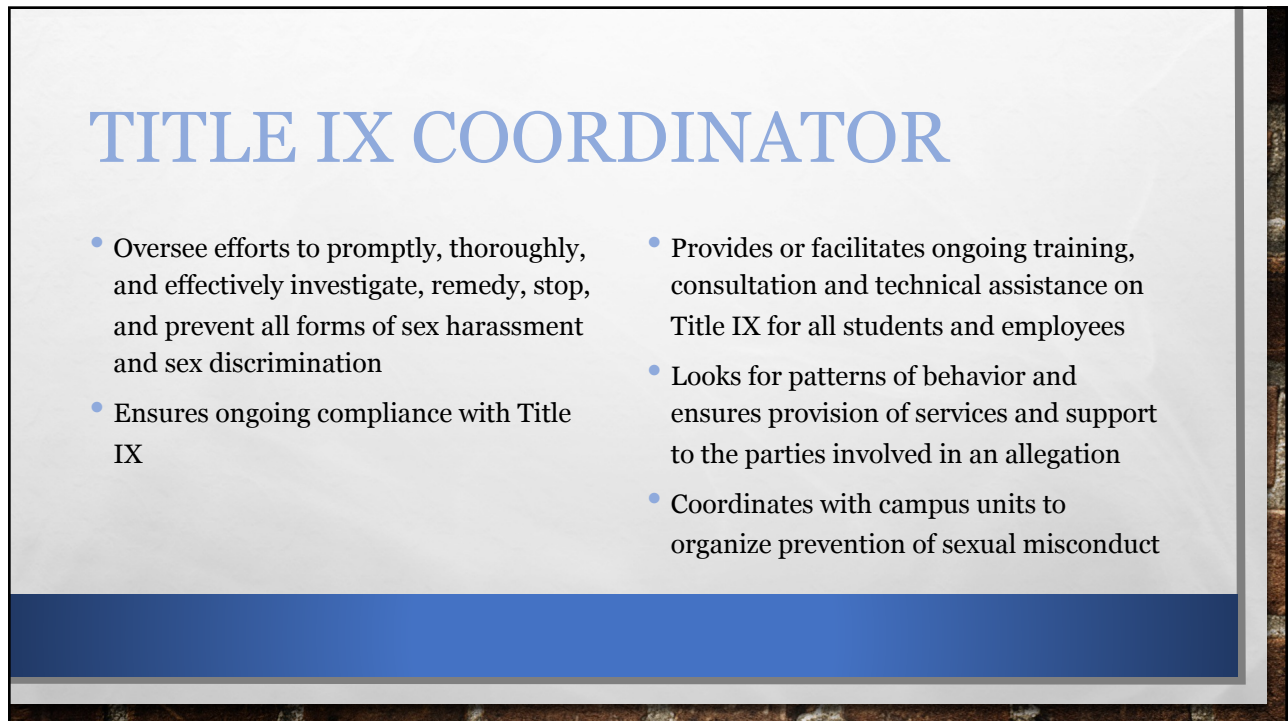 TITLE IX COORDINATOR
• Oversee efforts to promptly, thoroughly,
and effectively investigate, remedy, stop,
and prevent all forms of sex harassment
and sex discrimination
• Ensures ongoing compliance with Title
IX
• Provides or facilitates ongoing training,
consultation and technical assistance on
Title IX for all students and employees
• Looks for patterns of behavior and
ensures provision of services and support
to the parties involved in an allegation
• Coordinates with campus units to
organize prevention of sexual misconduct